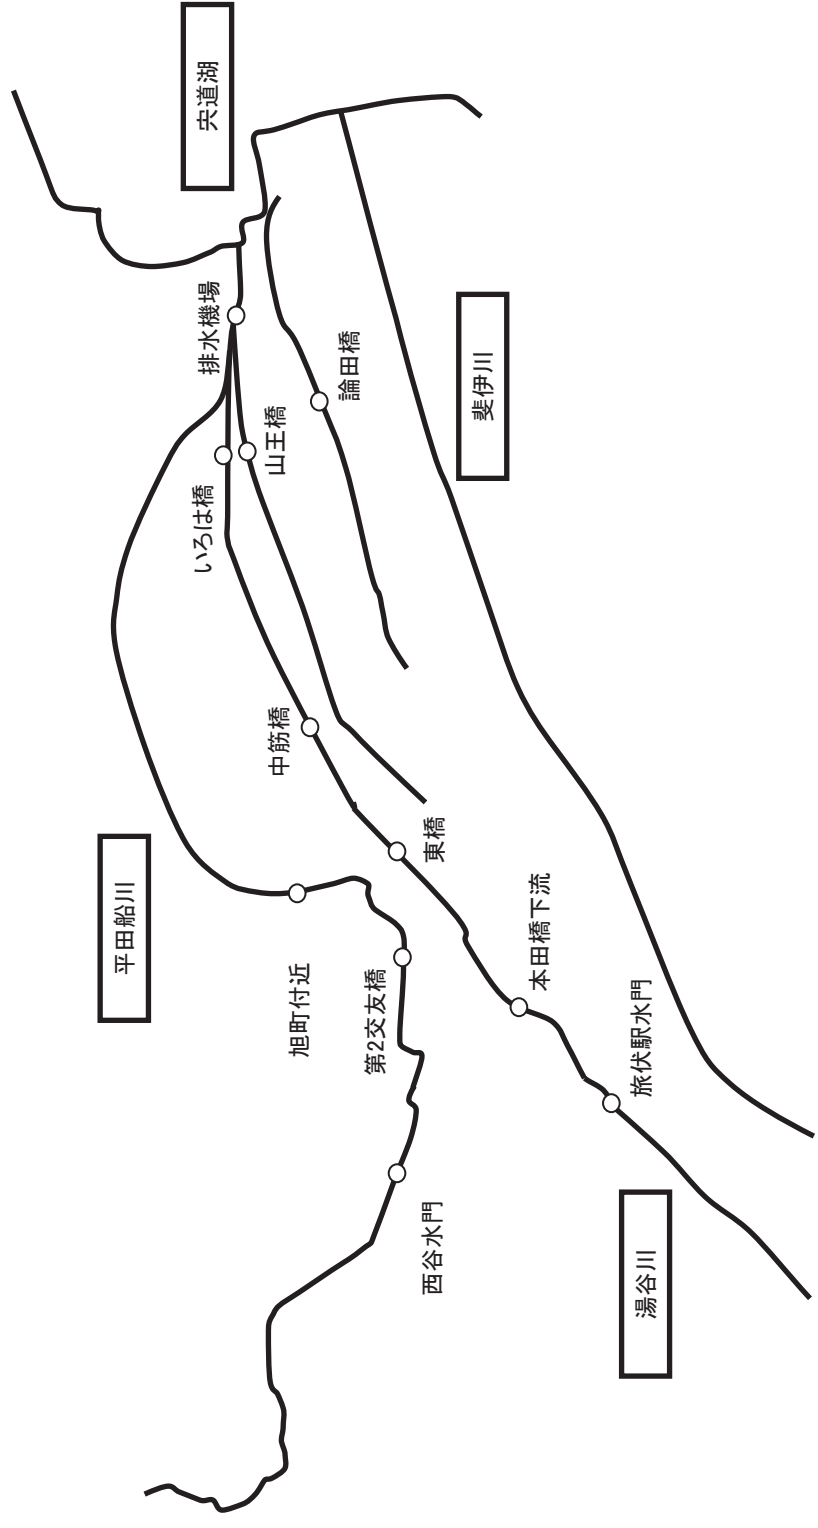 宍道湖
排水機場
論田橋
山王橋
斐伊川
いろは橋
中筋橋
東橋
平田船川
旭町付近
第2交友橋
本田橋下流
旅伏駅水門
西谷水門
湯谷川